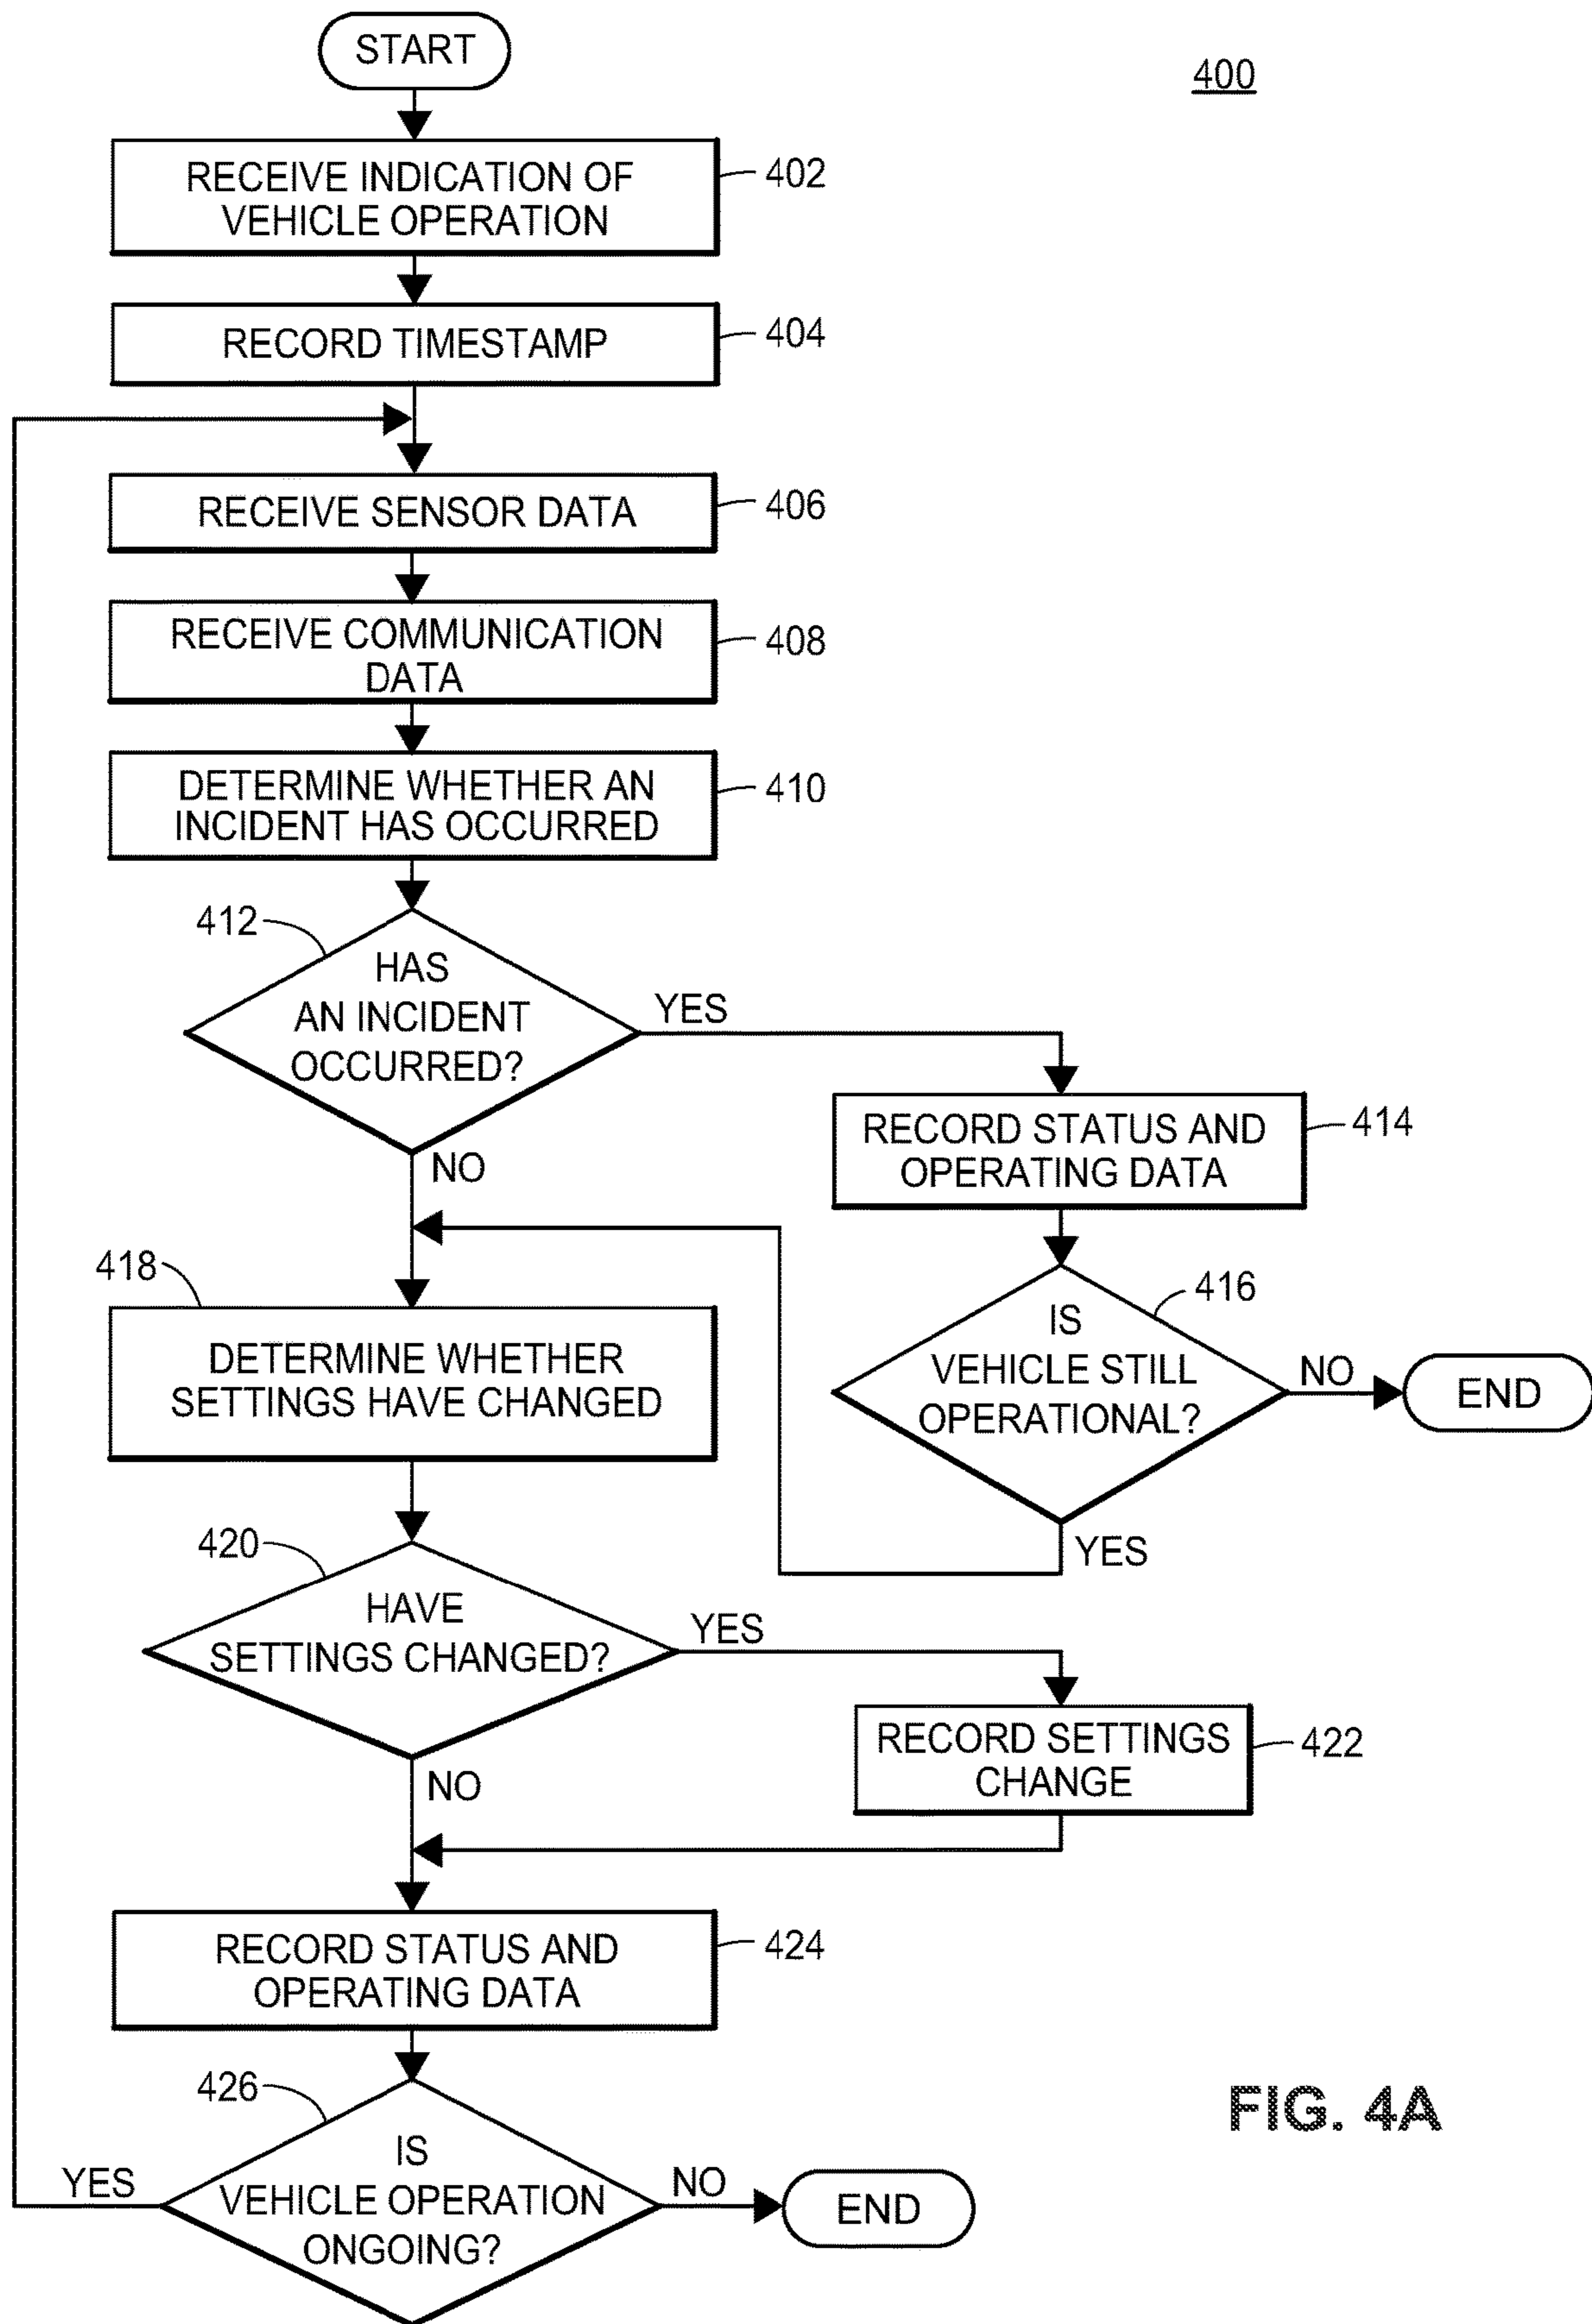 START
400
RECEIVE INDICATION OF
VEHICLE OPERATION
402
RECORD TIMESTAMP
404
RECEIVE SENSOR DATA
406
RECEIVE COMMUNICATION
DATA
408
DETERMINE WHETHER AN
INCIDENT HAS OCCURRED
410
412
HAS
AN INCIDENT
OCCURRED?
YES
NO
RECORD STATUS AND
OPERATING DATA
414
416
IS
VEHICLE STILL
OPERATIONAL?
NO
END
YES
418
DETERMINE WHETHER
SETTINGS HAVE CHANGED
420
HAVE
SETTINGS CHANGED?
YES
NO
RECORD SETTINGS
CHANGE
422
RECORD STATUS AND
OPERATING DATA
424
426
IS
VEHICLE OPERATION
ONGOING?
YES
NO
END
FIG. 4A